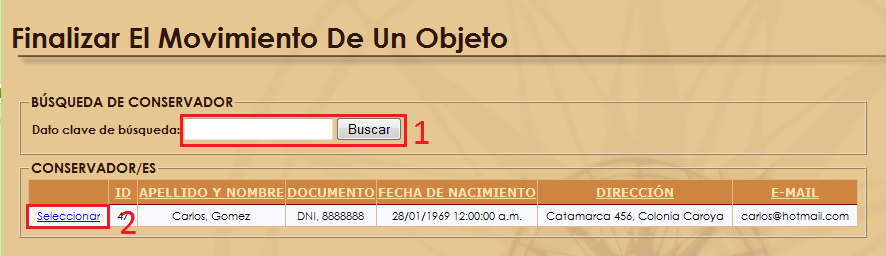 Finalizar El Movimiento De Un Objeto
BÚSQUEDA DE CONSERVADOR
Dato clave de búsqueda: Buscar 1
CONSERVADOR/ES
ID APELLIDO Y NOMBRE DOCUMENTO FECHA DE NACIMIENTO DIRECCIÓN E-MAIL
Seleccionar 2 Carlos, Gomez DNI, 8888888 28/01/1969 12:00:00 a.m. Catamarca 456, Colonia Caroya carlos@hotmail.com